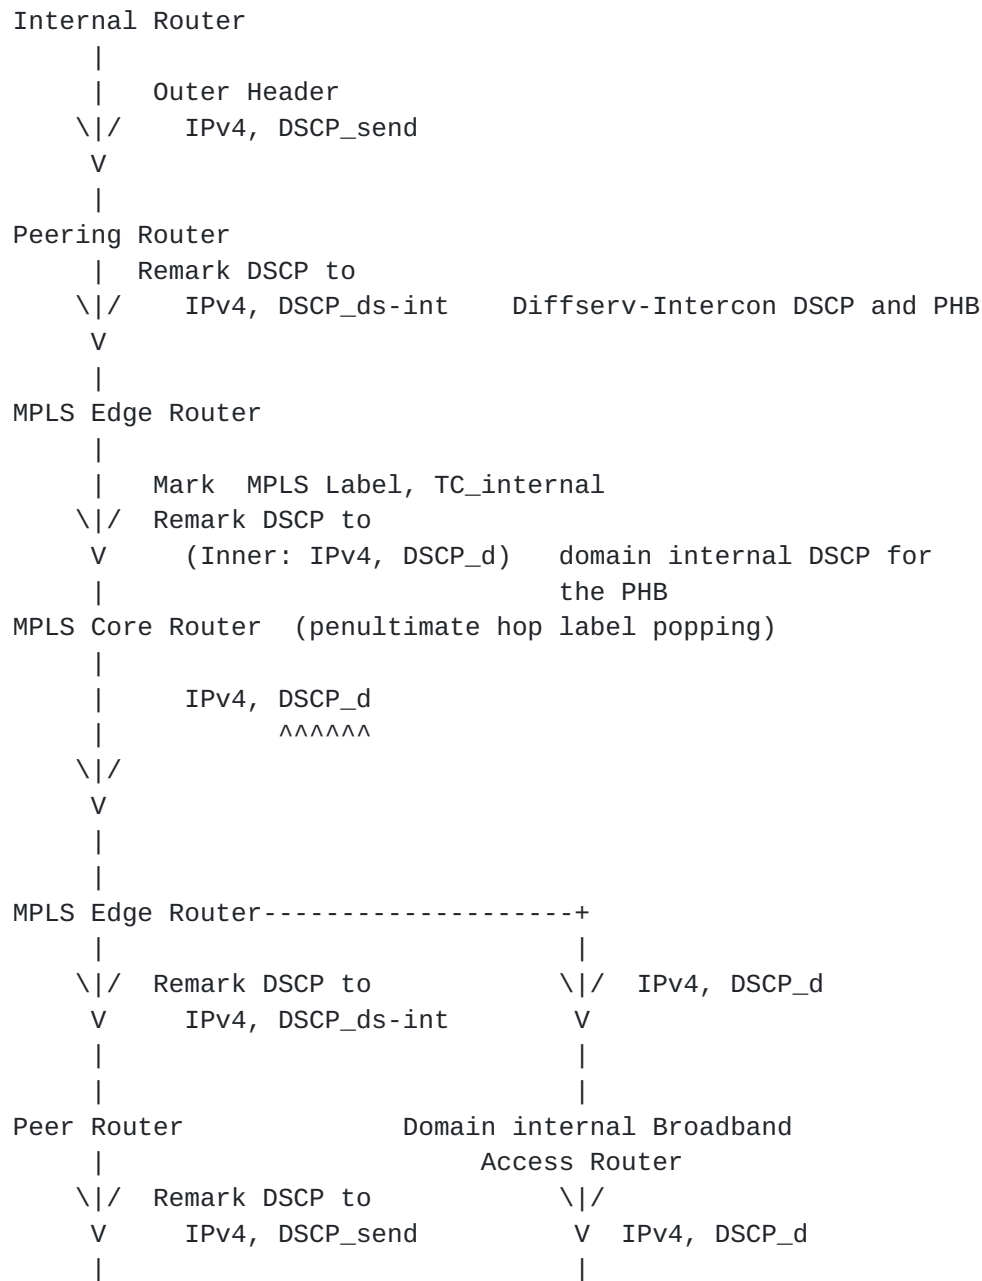 Internal Router
     |
     |   Outer Header
    \|/    IPv4, DSCP_send
     V
     |
Peering Router
     |  Remark DSCP to
    \|/    IPv4, DSCP_ds-int    Diffserv-Intercon DSCP and PHB
     V
     |
MPLS Edge Router
     |
     |   Mark  MPLS Label, TC_internal
    \|/  Remark DSCP to
     V     (Inner: IPv4, DSCP_d)   domain internal DSCP for
     |                             the PHB
MPLS Core Router  (penultimate hop label popping)
     |
     |     IPv4, DSCP_d
     |           ^^^^^^
    \|/
     V
     |
     |
MPLS Edge Router--------------------+
     |                              |
    \|/  Remark DSCP to            \|/  IPv4, DSCP_d
     V     IPv4, DSCP_ds-int        V
     |                              |
     |                              |
Peer Router              Domain internal Broadband
     |                        Access Router
    \|/  Remark DSCP to            \|/
     V     IPv4, DSCP_send          V  IPv4, DSCP_d
     |                              |